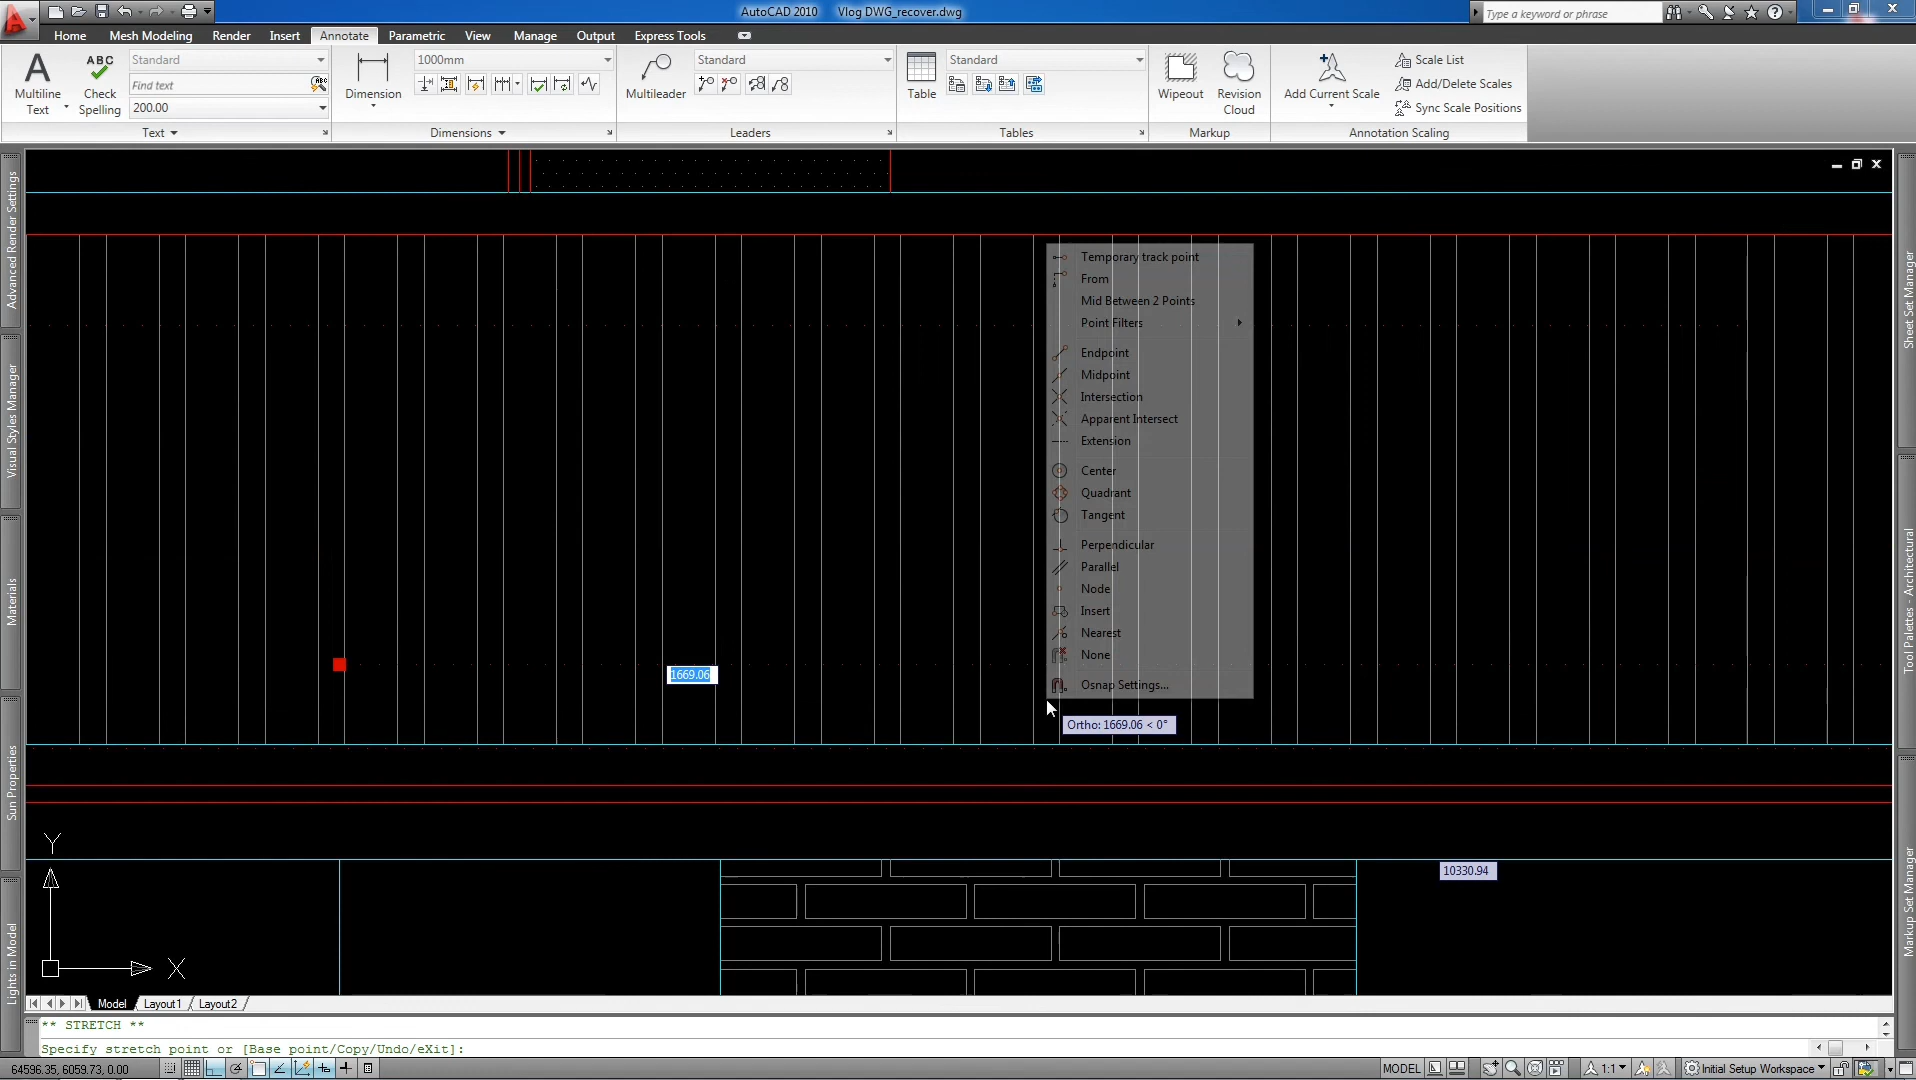 AutoCAD 2010 Vlog DWG_recover.dwg
Type a keyword or phrase
Home Mesh Modeling Render Insert Annotate Parametric View Manage Output Express Tools
Multiline Text
ABC
Check Spelling
Standard
Find text
200.00
Text
Dimension
1000mm
Dimensions
Multileader
Standard
Leaders
Table
Standard
Tables
Wipeout
Revision Cloud
Markup
Add Current Scale
Scale List
Add/Delete Scales
Sync Scale Positions
Annotation Scaling
Advanced Render Settings
Visual Styles Manager
Materials
Sun Properties
Lights in Model
Sheet Set Manager
Tool Palettes - Architectural
Markup Set Manager
Temporary track point
From
Mid Between 2 Points
Point Filters
Endpoint
Midpoint
Intersection
Apparent Intersect
Extension
Center
Quadrant
Tangent
Perpendicular
Parallel
Node
Insert
Nearest
None
Osnap Settings...
1669.06
Ortho: 1669.06 < 0°
10330.94
Y
X
Model Layout1 Layout2
** STRETCH **
Specify stretch point or [Base point/Copy/Undo/eXit]:
64596.35, 6059.73, 0.00
MODEL
1:1
Initial Setup Workspace